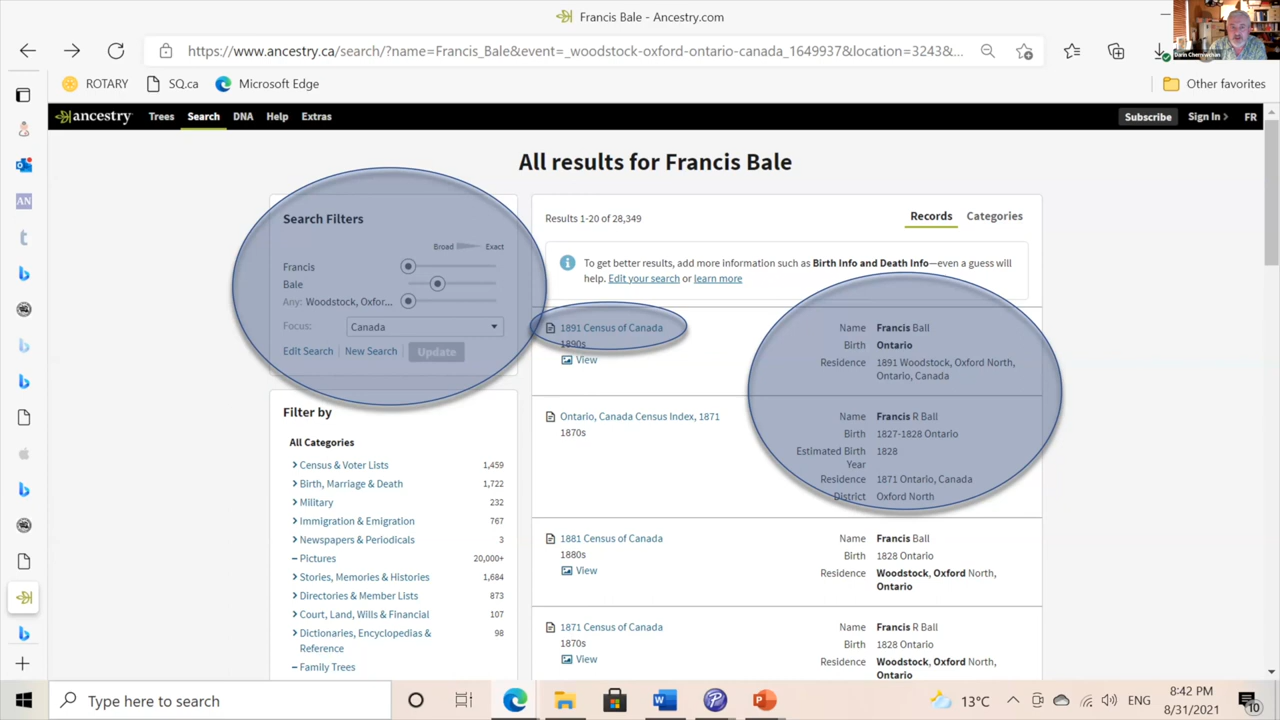 Francis Bale - Ancestry.com
https://www.ancestry.ca/search/?name=Francis_Bale&event=_woodstock-oxford-ontario-canada_1649937&location=3243&...
ROTARY SQ.ca Microsoft Edge Other favorites
ancestry Trees Search DNA Help Extras Subscribe Sign In > FR
All results for Francis Bale
Search Filters
Broad Exact
Francis
Bale
Any: Woodstock, Oxfor...
Focus: Canada
Edit Search New Search Update
Filter by
All Categories
Census & Voter Lists 1,459
Birth, Marriage & Death 1,722
Military 232
Immigration & Emigration 767
Newspapers & Periodicals 3
Pictures 20,000+
Stories, Memories & Histories 1,684
Directories & Member Lists 873
Court, Land, Wills & Financial 107
Dictionaries, Encyclopedias & 98
Reference
Family Trees
Results 1-20 of 28,349 Records Categories
To get better results, add more information such as Birth Info and Death Info—even a guess will
help. Edit your search or learn more
1891 Census of Canada
1890s
View
Name Francis Ball
Birth Ontario
Residence 1891 Woodstock, Oxford North,
Ontario, Canada
Ontario, Canada Census Index, 1871
1870s
Name Francis R Ball
Birth 1827-1828 Ontario
Estimated Birth 1828
Year
Residence 1871 Ontario, Canada
District Oxford North
1881 Census of Canada
1880s
View
Name Francis Ball
Birth 1828 Ontario
Residence Woodstock, Oxford North,
Ontario
1871 Census of Canada
1870s
View
Name Francis R Ball
Birth 1828 Ontario
Residence Woodstock, Oxford North,
Ontario
AN
Type here to search
13°C ENG
8:42 PM
8/31/2021
10